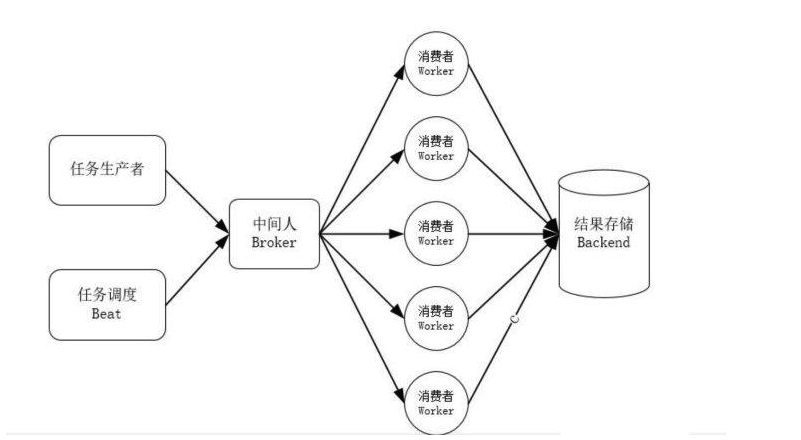 任务生产者
任务调度
Beat
中间人
Broker
消费者
Worker
消费者
Worker
消费者
Worker
消费者
Worker
消费者
Worker
C
结果存储
Backend